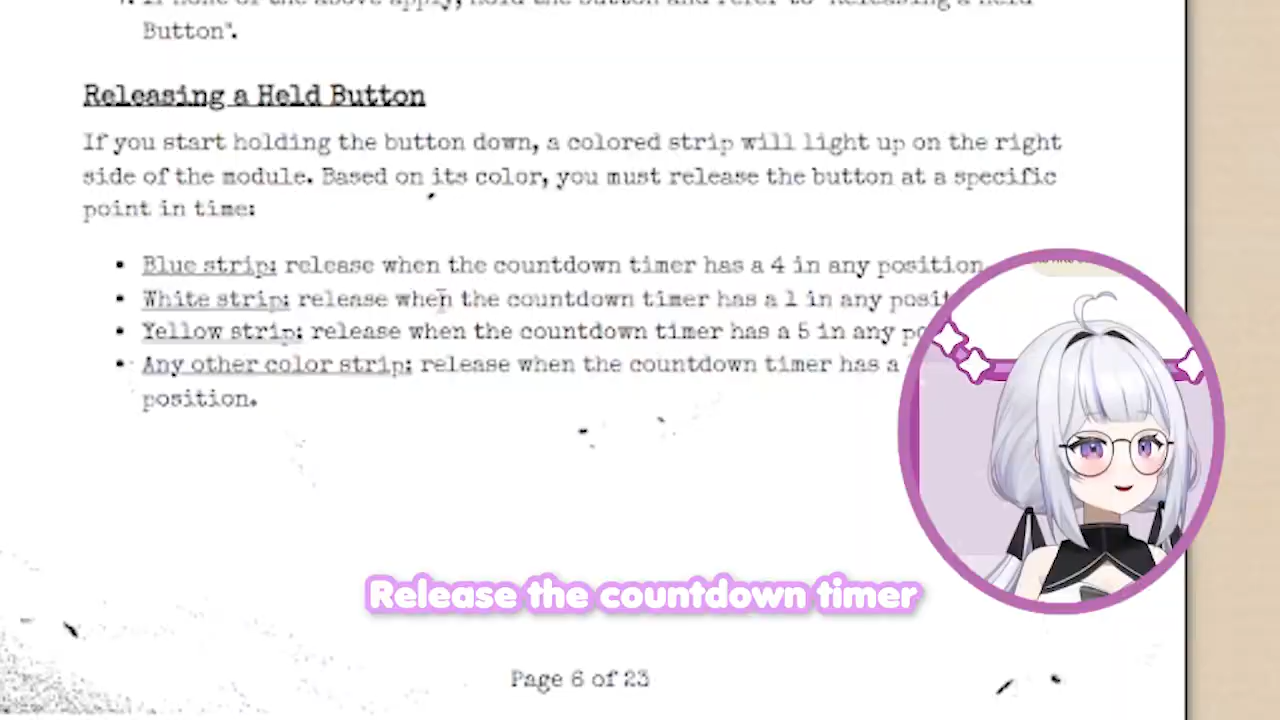 Button".
Releasing a Held Button
If you start holding the button down, a colored strip will light up on the right
side of the module. Based on its color, you must release the button at a specific
point in time:
• Blue strip: release when the countdown timer has a 4 in any position.
• White strip: release when the countdown timer has a 1 in any posit
• Yellow strip: release when the countdown timer has a 5 in any po
• Any other color strip: release when the countdown timer has a
position.
Release the countdown timer
Page 6 of 23